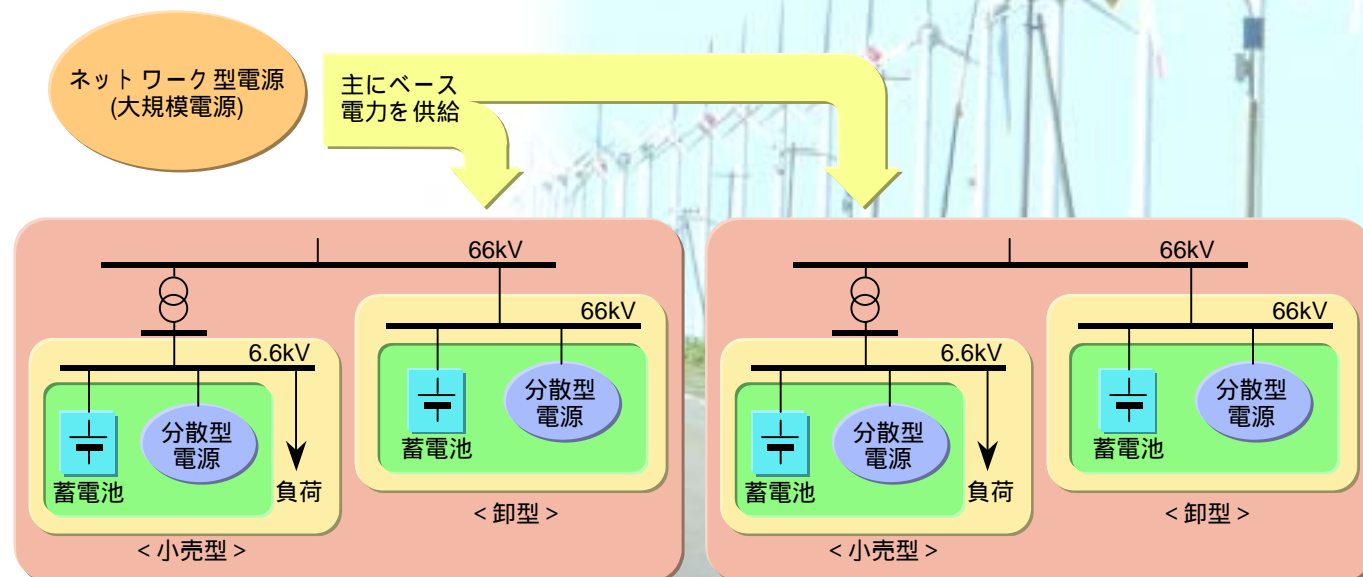 ネットワーク型電源
(大規模電源)
主にベース
電力を供給
66kV
66kV
6.6kV
分散型
電源
蓄電池
分散型
電源
蓄電池
負荷
<卸型>
<小売型>
66kV
66kV
6.6kV
分散型
電源
蓄電池
分散型
電源
蓄電池
負荷
<卸型>
<小売型>